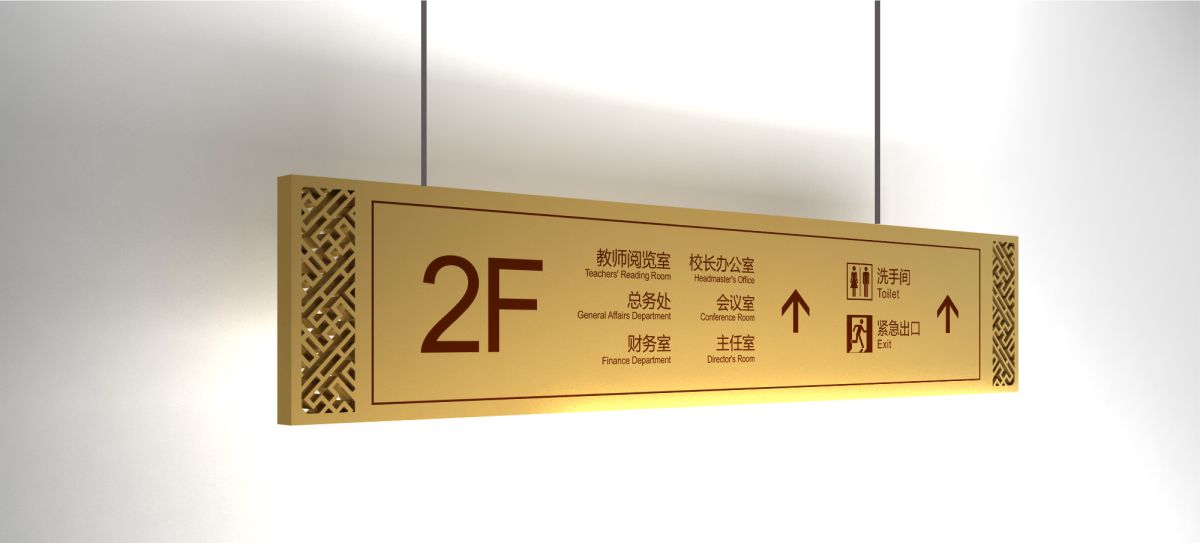 2F
教师阅览室
Teachers' Reading Room
总务处
General Affairs Department
财务室
Finance Department
校长办公室
Headmaster's Office
会议室
Conference Room
主任室
Director's Room
洗手间
Toilet
紧急出口
Exit